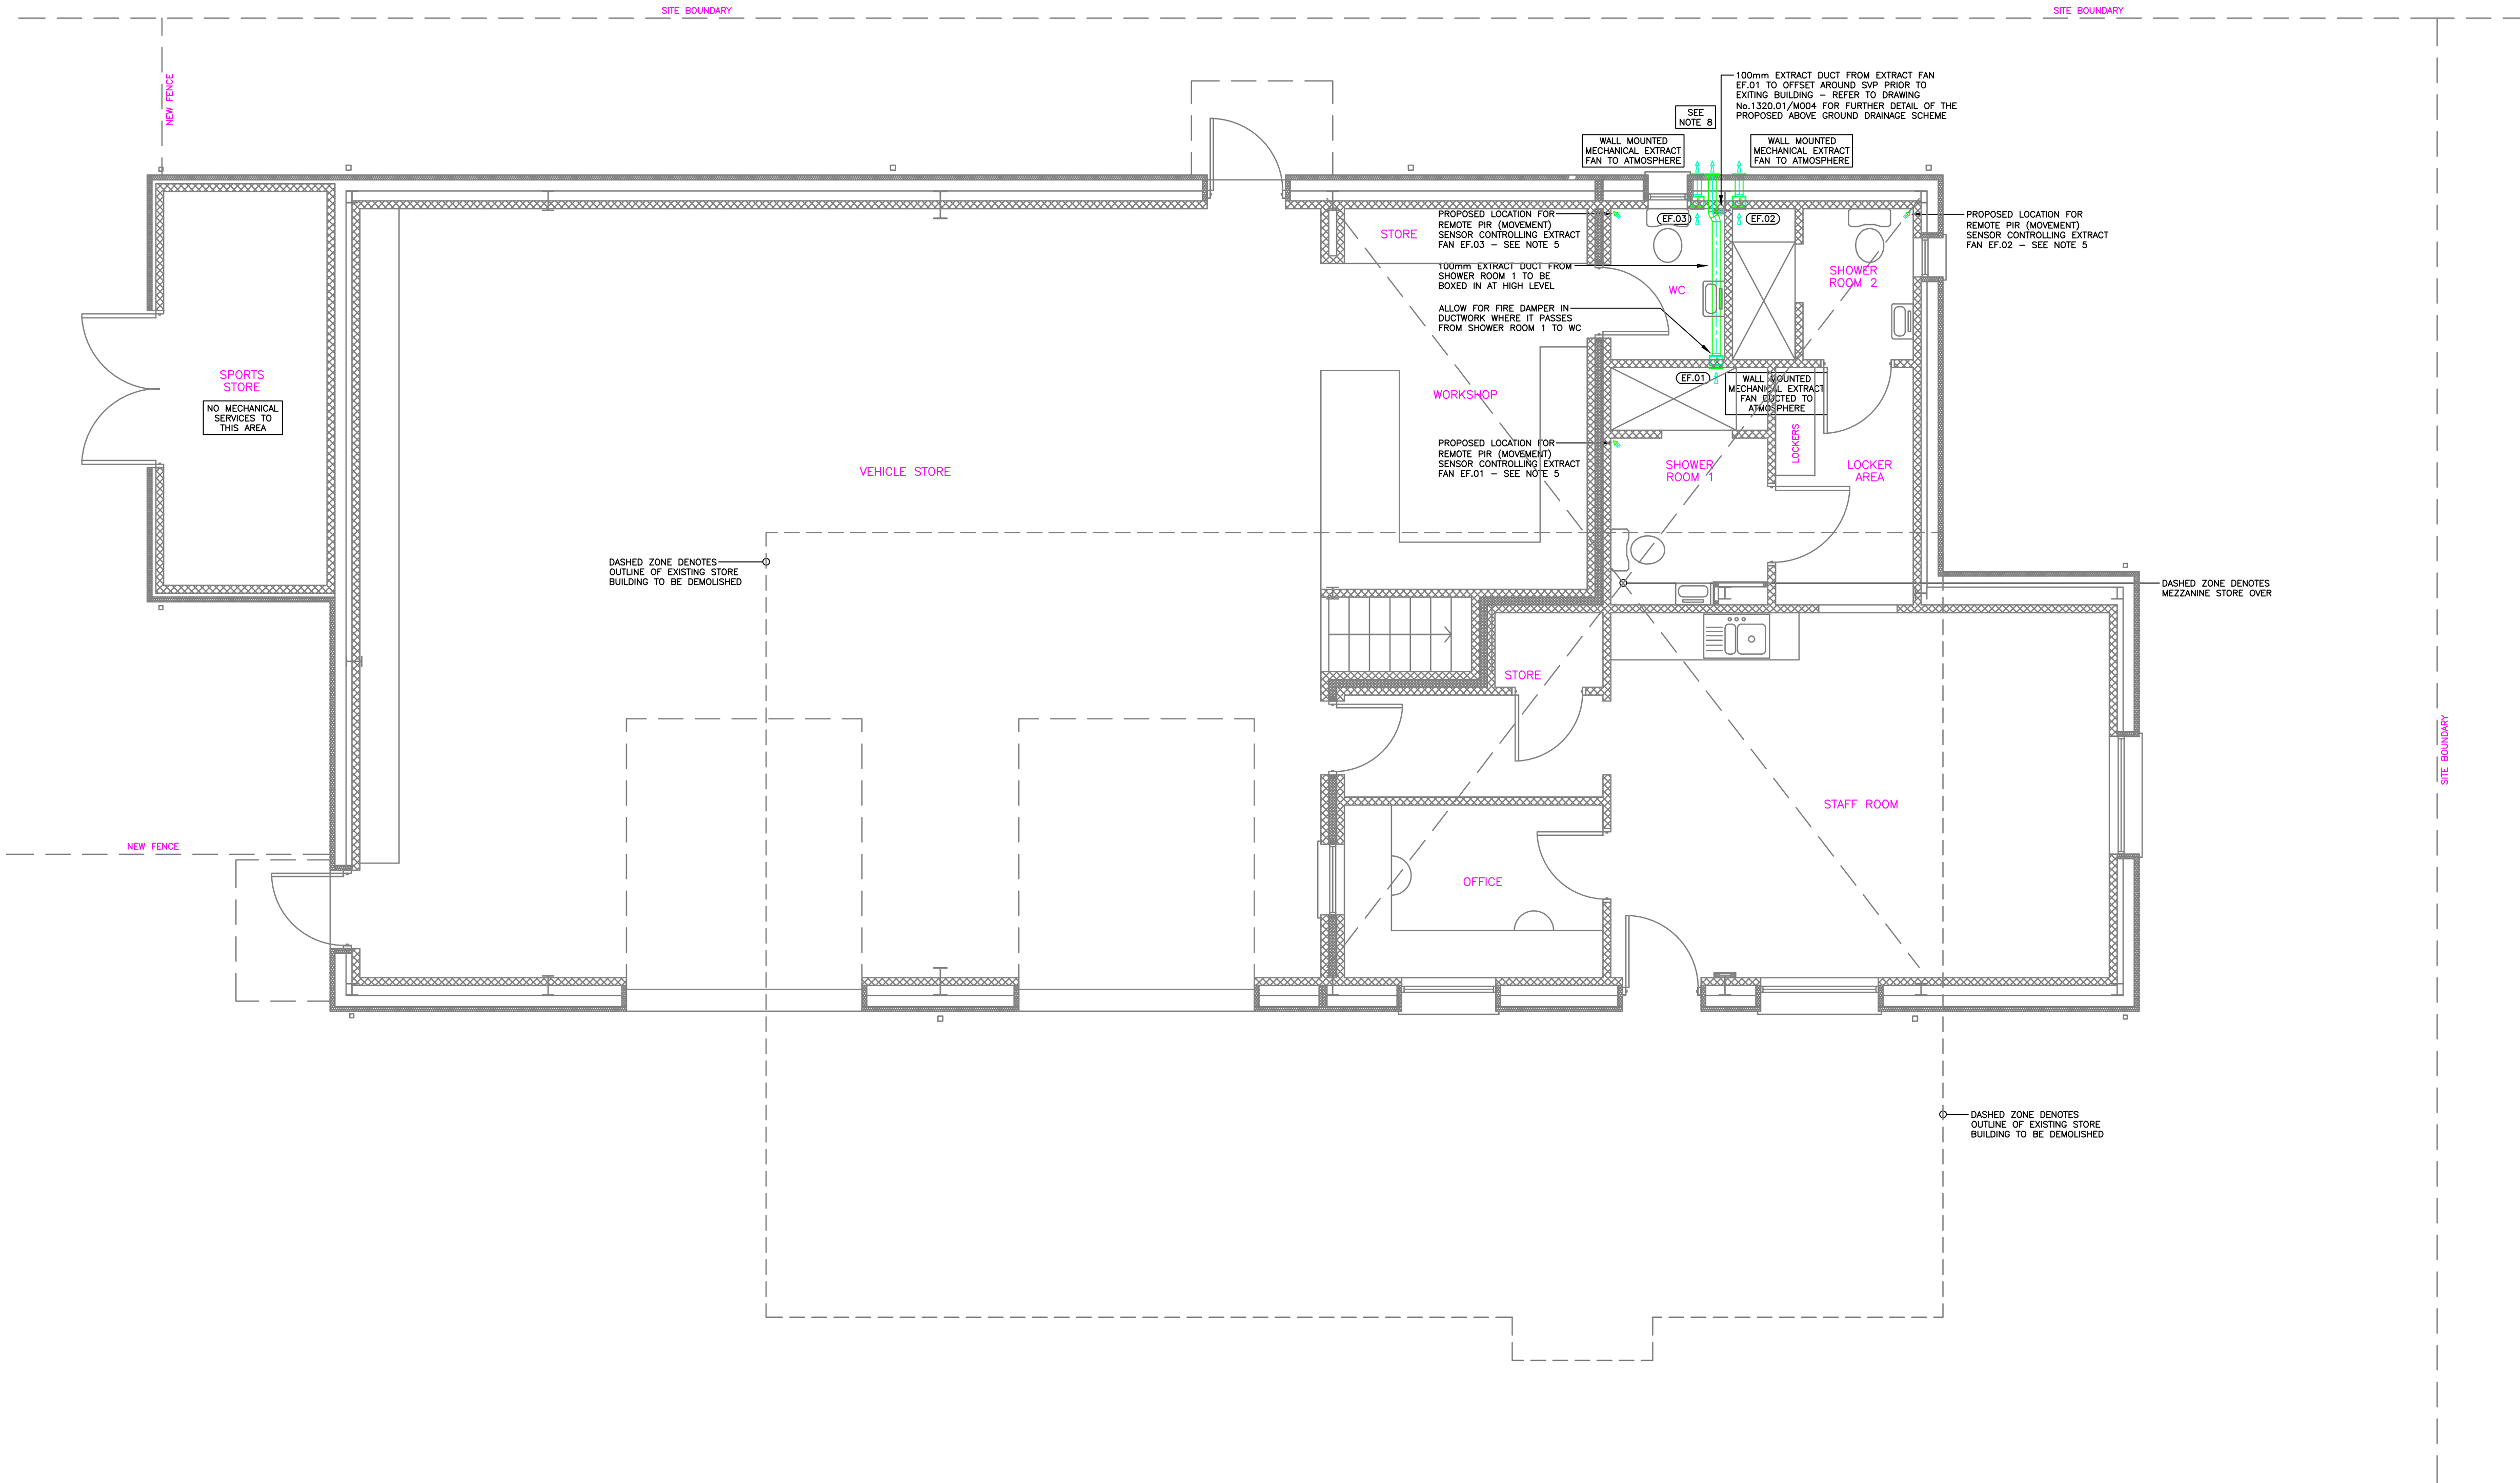 SITE BOUNDARY
SITE BOUNDARY
NEW FENCE
100mm EXTRACT DUCT FROM EXTRACT FAN
EF.01 TO OFFSET AROUND SVP PRIOR TO
EXITING BUILDING – REFER TO DRAWING
No.1320.01/M004 FOR FURTHER DETAIL OF THE
PROPOSED ABOVE GROUND DRAINAGE SCHEME
SEE
NOTE 8
WALL MOUNTED
MECHANICAL EXTRACT
FAN TO ATMOSPHERE
WALL MOUNTED
MECHANICAL EXTRACT
FAN TO ATMOSPHERE
PROPOSED LOCATION FOR
REMOTE PIR (MOVEMENT)
SENSOR CONTROLLING EXTRACT
FAN EF.03 – SEE NOTE 5
EF.03
EF.02
PROPOSED LOCATION FOR
REMOTE PIR (MOVEMENT)
SENSOR CONTROLLING EXTRACT
FAN EF.02 – SEE NOTE 5
STORE
100mm EXTRACT DUCT FROM
SHOWER ROOM 1 TO BE
BOXED IN AT HIGH LEVEL
SHOWER
ROOM 2
WC
ALLOW FOR FIRE DAMPER IN
DUCTWORK WHERE IT PASSES
FROM SHOWER ROOM 1 TO WC
SPORTS
STORE
NO MECHANICAL
SERVICES TO
THIS AREA
EF.01
WALL MOUNTED
MECHANICAL EXTRACT
FAN DUCTED TO
ATMOSPHERE
WORKSHOP
LOCKERS
PROPOSED LOCATION FOR
REMOTE PIR (MOVEMENT)
SENSOR CONTROLLING EXTRACT
FAN EF.01 – SEE NOTE 5
VEHICLE STORE
SHOWER
ROOM 1
LOCKER
AREA
DASHED ZONE DENOTES
OUTLINE OF EXISTING STORE
BUILDING TO BE DEMOLISHED
DASHED ZONE DENOTES
MEZZANINE STORE OVER
STORE
SITE BOUNDARY
STAFF ROOM
NEW FENCE
OFFICE
DASHED ZONE DENOTES
OUTLINE OF EXISTING STORE
BUILDING TO BE DEMOLISHED